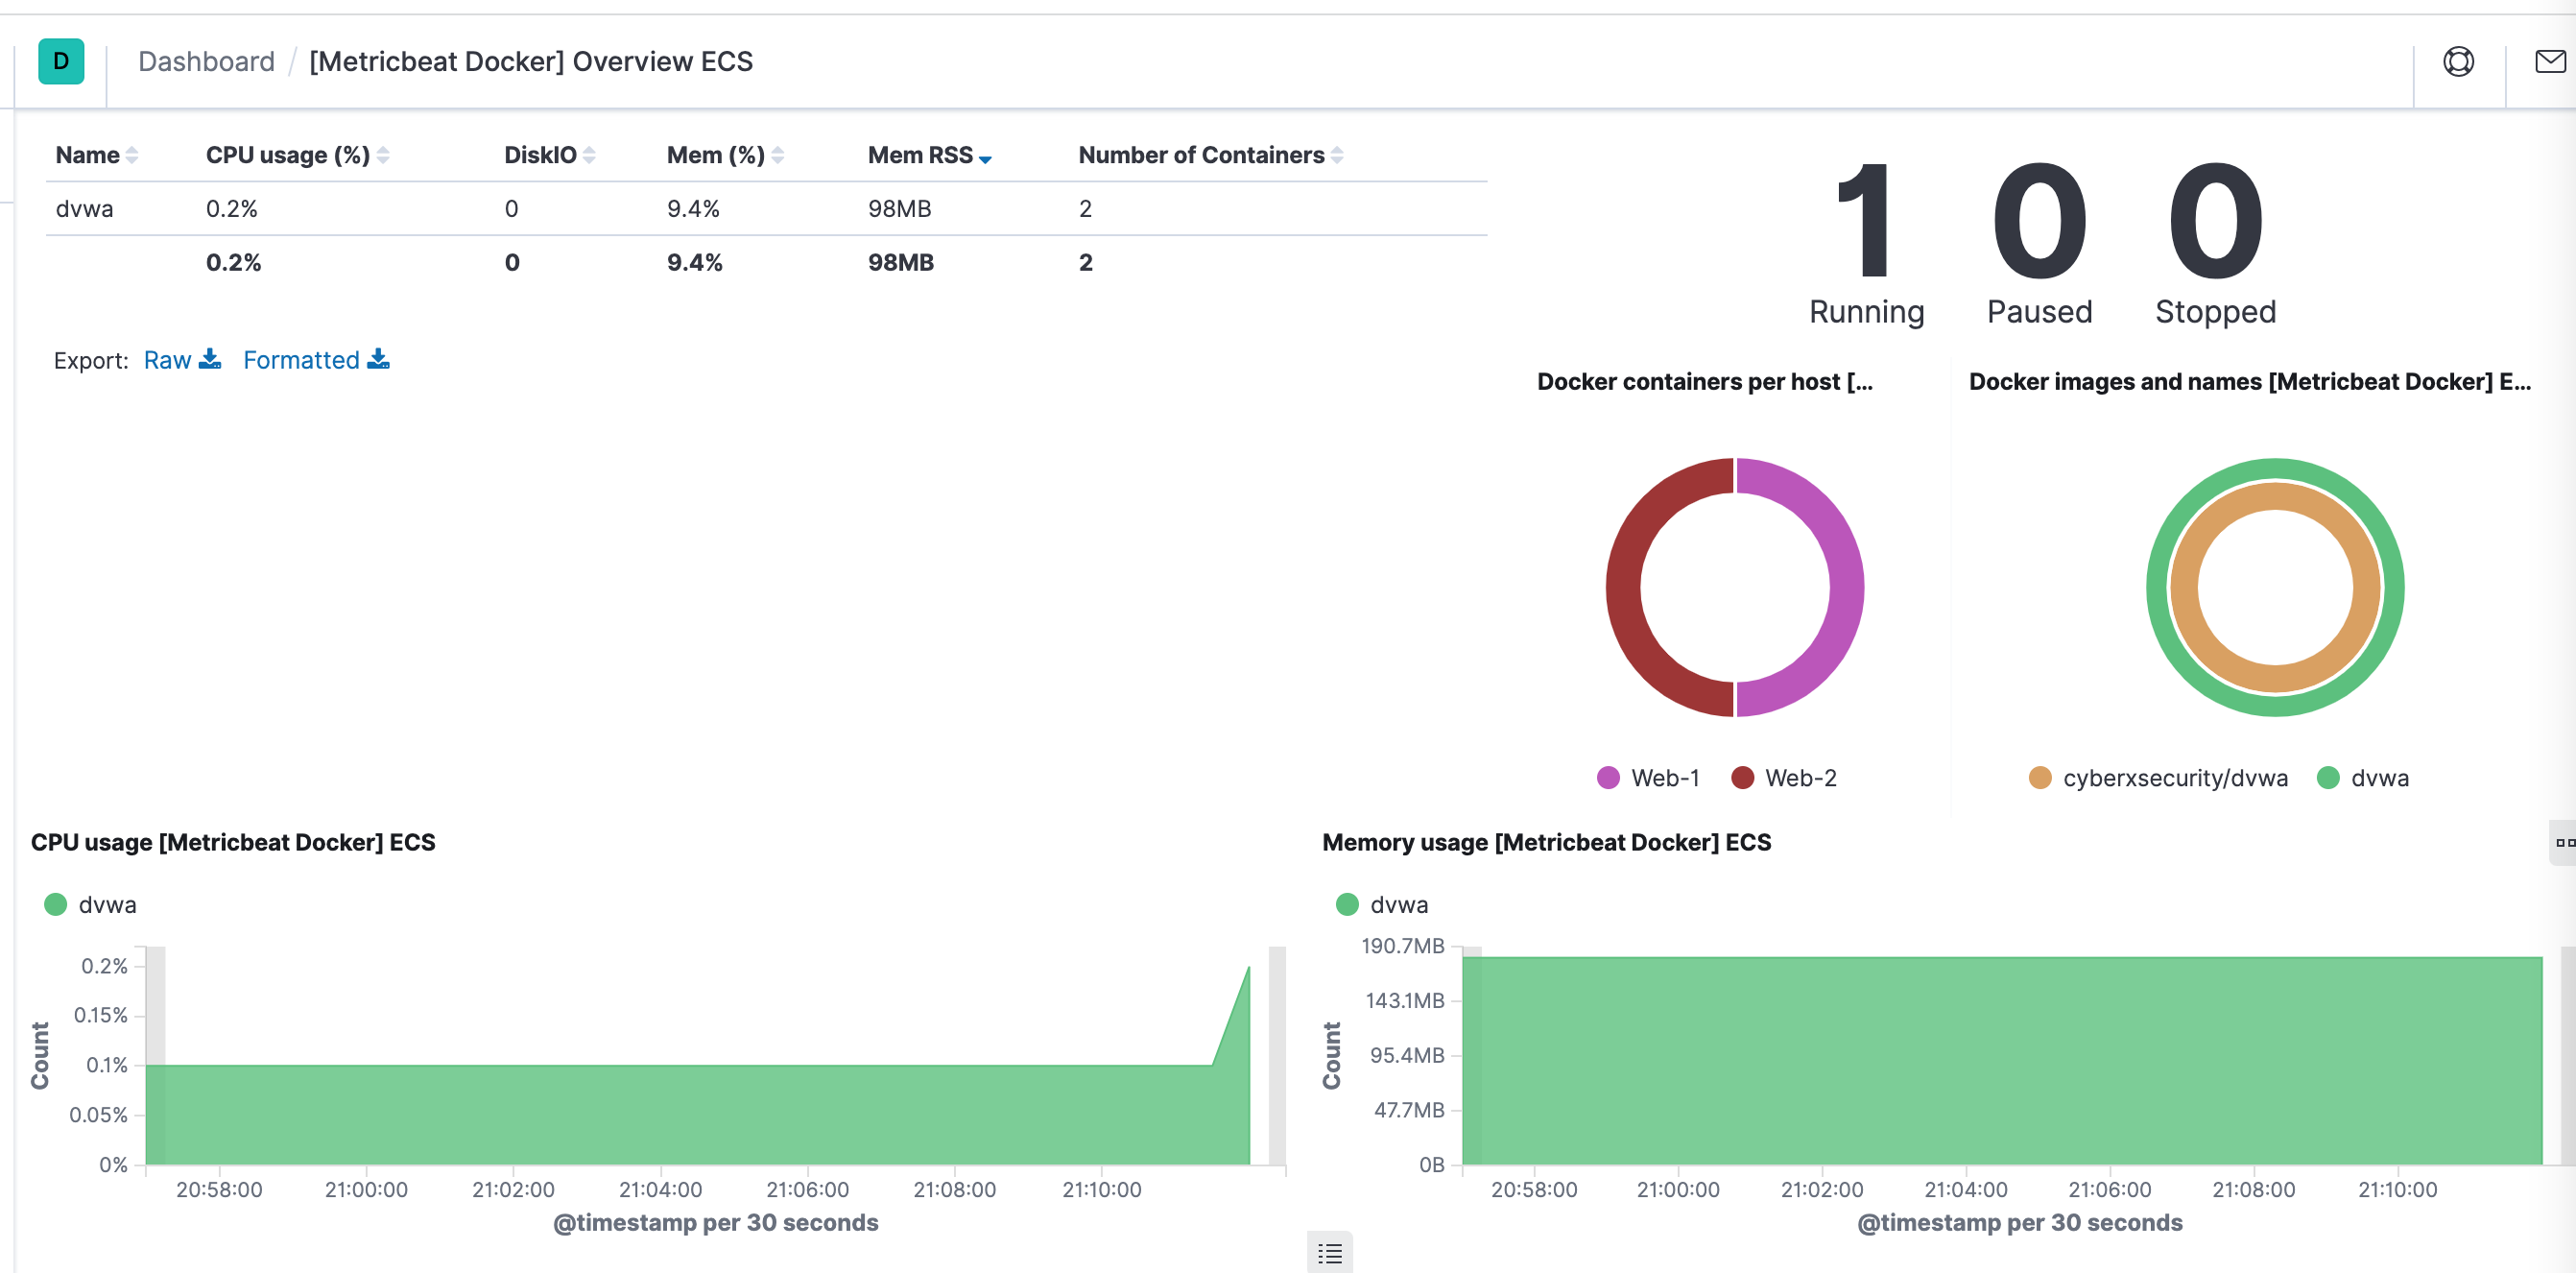 D
Dashboard / [Metricbeat Docker] Overview ECS
Name CPU usage (%) DiskIO Mem (%) Mem RSS Number of Containers
dvwa 0.2% 0 9.4% 98MB 2
0.2% 0 9.4% 98MB 2
Export: Raw Formatted
1 0 0
Running Paused Stopped
Docker containers per host [...
Docker images and names [Metricbeat Docker] E...
Web-1 Web-2
cyberxsecurity/dvwa dvwa
CPU usage [Metricbeat Docker] ECS
dvwa
0.2%
0.15%
0.1%
0.05%
0%
Count
20:58:00 21:00:00 21:02:00 21:04:00 21:06:00 21:08:00 21:10:00
@timestamp per 30 seconds
Memory usage [Metricbeat Docker] ECS
dvwa
190.7MB
143.1MB
95.4MB
47.7MB
0B
Count
20:58:00 21:00:00 21:02:00 21:04:00 21:06:00 21:08:00 21:10:00
@timestamp per 30 seconds